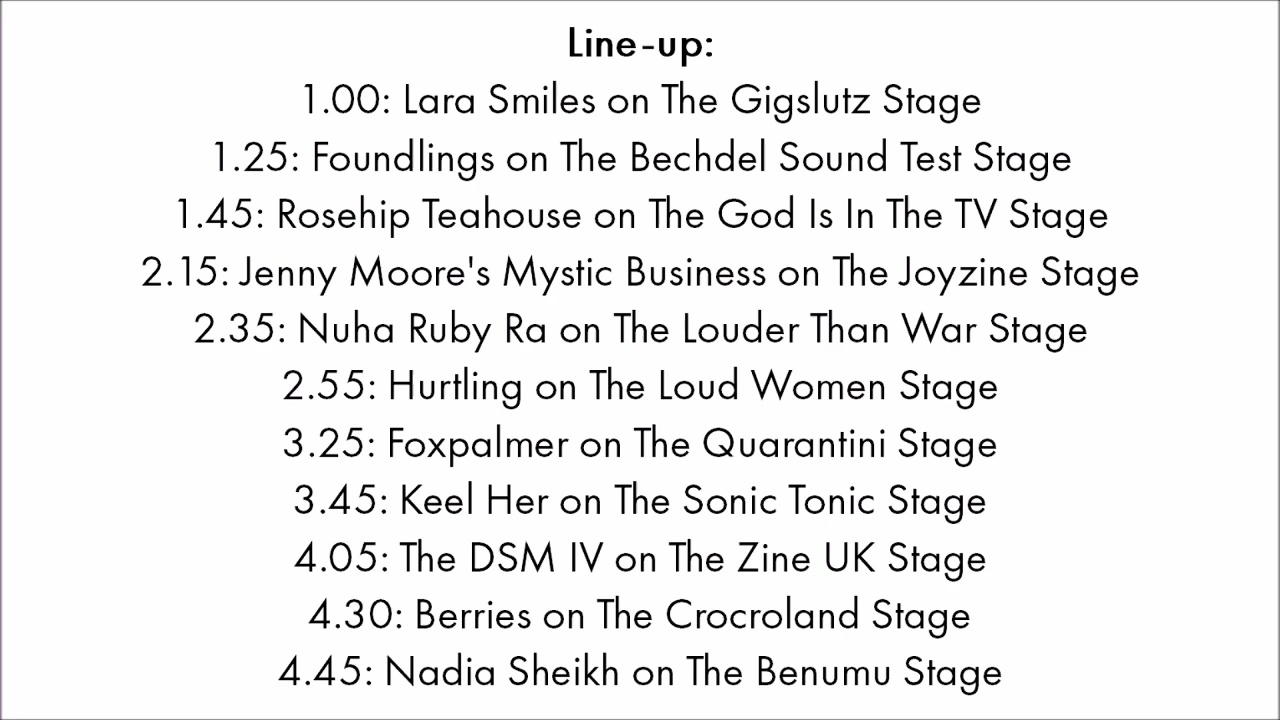 Line-up:
1.00: Lara Smiles on The Gigslutz Stage
1.25: Foundlings on The Bechdel Sound Test Stage
1.45: Rosehip Teahouse on The God Is In The TV Stage
2.15: Jenny Moore's Mystic Business on The Joyzine Stage
2.35: Nuha Ruby Ra on The Louder Than War Stage
2.55: Hurtling on The Loud Women Stage
3.25: Foxpalmer on The Quarantini Stage
3.45: Keel Her on The Sonic Tonic Stage
4.05: The DSM IV on The Zine UK Stage
4.30: Berries on The Crocroland Stage
4.45: Nadia Sheikh on The Benumu Stage